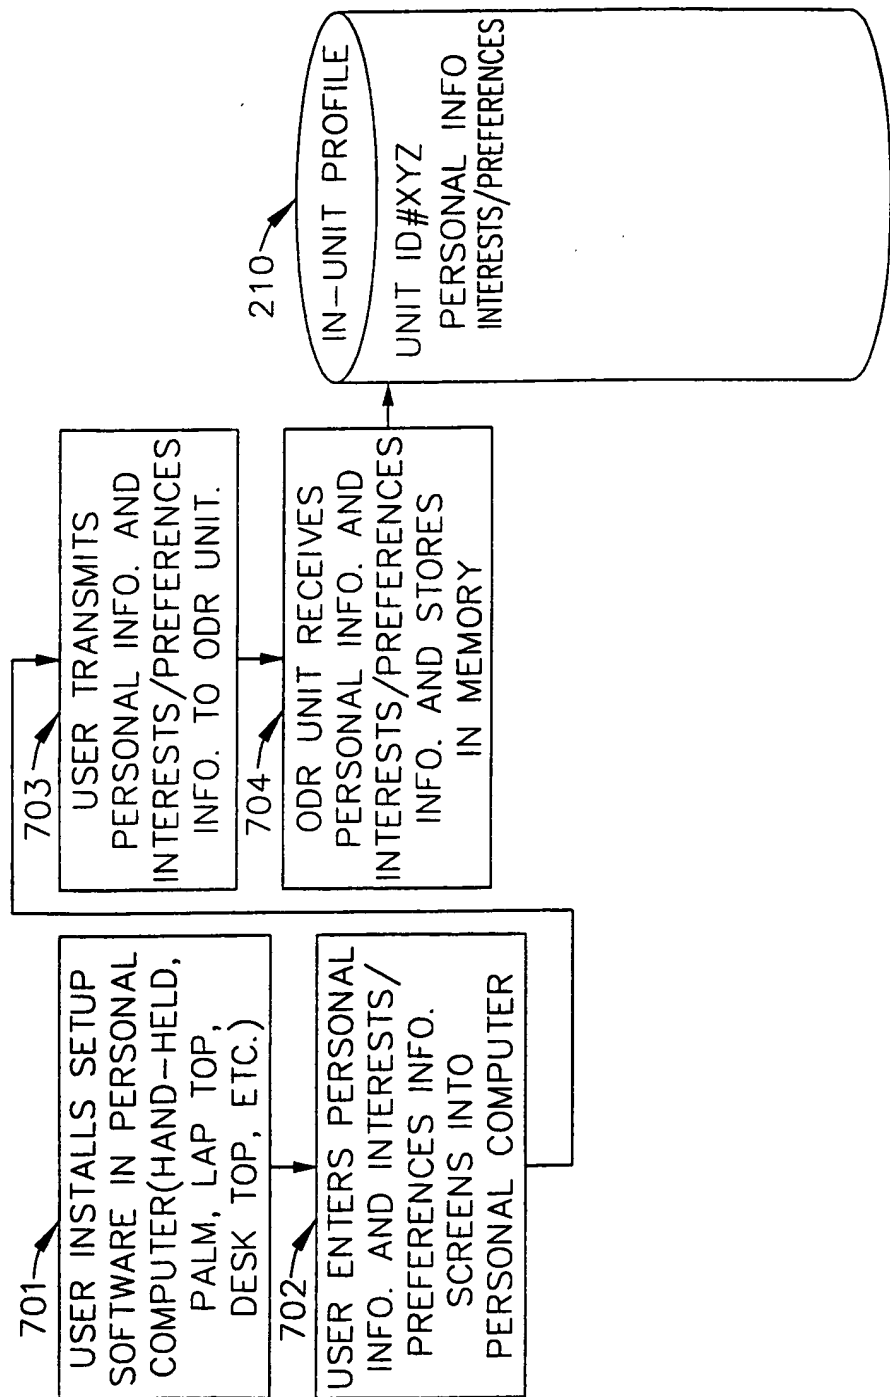 701
USER INSTALLS SETUP
SOFTWARE IN PERSONAL
COMPUTER(HAND-HELD,
PALM, LAP TOP,
DESK TOP, ETC.)
702
USER ENTERS PERSONAL
INFO. AND INTERESTS/
PREFERENCES INFO.
SCREENS INTO
PERSONAL COMPUTER
703
USER TRANSMITS
PERSONAL INFO. AND
INTERESTS/PREFERENCES
INFO. TO ODR UNIT.
704
ODR UNIT RECEIVES
PERSONAL INFO. AND
INTERESTS/PREFERENCES
INFO. AND STORES
IN MEMORY
210
IN-UNIT PROFILE
UNIT ID#XYZ
PERSONAL INFO
INTERESTS/PREFERENCES